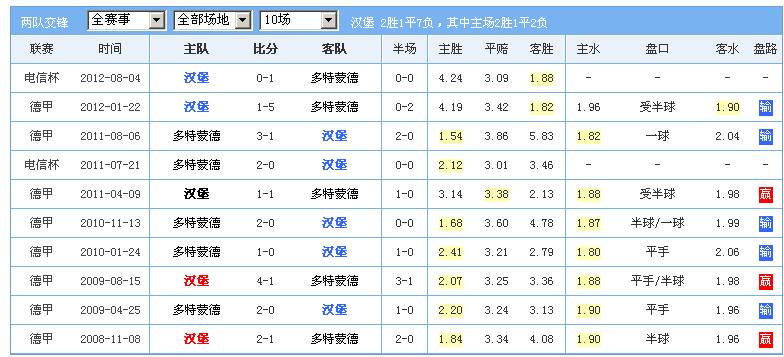 两队交锋 全赛事 全部场地 10场 汉堡 2胜1平7负，其中主场2胜1平2负
联赛 时间 主队 比分 客队 半场 主胜 平赔 客胜 主水 盘口 客水 盘路
电信杯 2012-08-04 汉堡 0-1 多特蒙德 0-0 4.24 3.09 1.88 - - - -
德甲 2012-01-22 汉堡 1-5 多特蒙德 0-2 4.19 3.42 1.82 1.96 受半球 1.90 输
德甲 2011-08-06 多特蒙德 3-1 汉堡 2-0 1.54 3.86 5.83 1.82 一球 2.04 输
电信杯 2011-07-21 多特蒙德 2-0 汉堡 0-0 2.12 3.01 3.46 - - - -
德甲 2011-04-09 汉堡 1-1 多特蒙德 1-0 3.14 3.38 2.13 1.88 受半球 1.98 赢
德甲 2010-11-13 多特蒙德 2-0 汉堡 0-0 1.68 3.60 4.78 1.87 半球/一球 1.99 输
德甲 2010-01-24 多特蒙德 1-0 汉堡 1-0 2.41 3.21 2.79 1.80 平手 2.06 输
德甲 2009-08-15 汉堡 4-1 多特蒙德 3-1 2.07 3.25 3.36 1.88 平手/半球 1.98 赢
德甲 2009-04-25 多特蒙德 2-0 汉堡 1-0 2.20 3.24 3.13 1.90 平手 1.96 输
德甲 2008-11-08 汉堡 2-1 多特蒙德 2-0 1.84 3.34 4.08 1.90 半球 1.96 赢